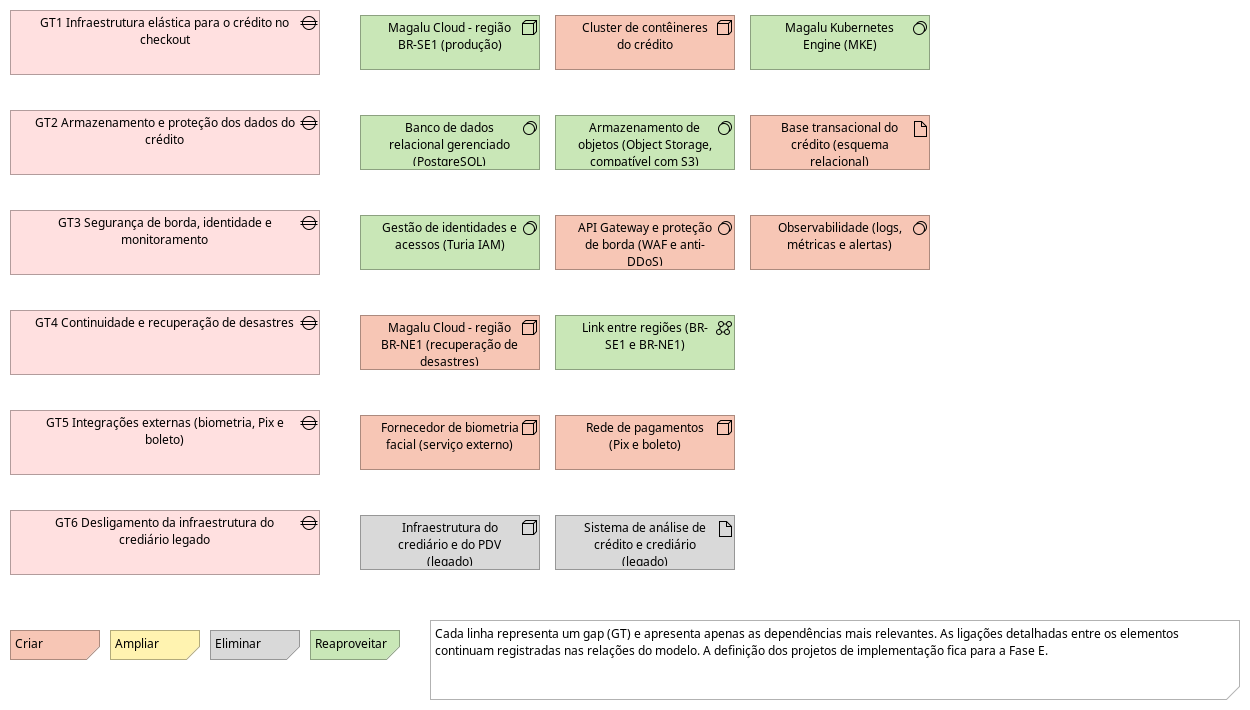 GT1 Infraestrutura elástica para o crédito no
checkout
Magalu Cloud - região
BR-SE1 (produção)
Cluster de contêineres
do crédito
Magalu Kubernetes
Engine (MKE)
GT2 Armazenamento e proteção dos dados do
crédito
Banco de dados
relacional gerenciado
(PostgreSQL)
Armazenamento de
objetos (Object Storage,
compatível com S3)
Base transacional do
crédito (esquema
relacional)
GT3 Segurança de borda, identidade e
monitoramento
Gestão de identidades e
acessos (Turia IAM)
API Gateway e proteção
de borda (WAF e anti-
DDoS)
Observabilidade (logs,
métricas e alertas)
GT4 Continuidade e recuperação de desastres
Magalu Cloud - região
BR-NE1 (recuperação de
desastres)
Link entre regiões (BR-
SE1 e BR-NE1)
GT5 Integrações externas (biometria, Pix e
boleto)
Fornecedor de biometria
facial (serviço externo)
Rede de pagamentos
(Pix e boleto)
GT6 Desligamento da infraestrutura do
crediário legado
Infraestrutura do
crediário e do PDV
(legado)
Sistema de análise de
crédito e crediário
(legado)
Criar
Ampliar
Eliminar
Reaproveitar
Cada linha representa um gap (GT) e apresenta apenas as dependências mais relevantes. As ligações detalhadas entre os elementos
continuam registradas nas relações do modelo. A definição dos projetos de implementação fica para a Fase E.